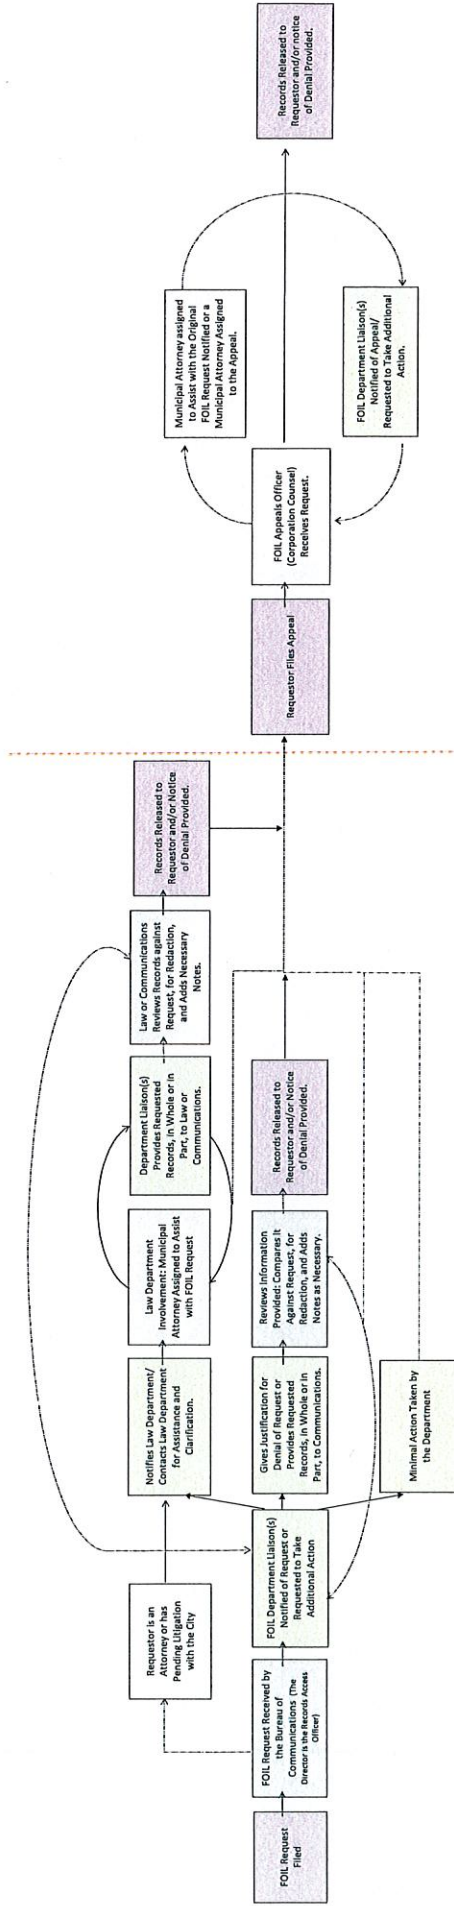 FOIL Request
Filed
FOIL Request Received by
the Bureau of
Communications (The
Director is the Records Access
Officer)
Requestor is an
Attorney or has
Pending Litigation
with the City
FOIL Department Liaison(s)
Notified of Request or
Requested to Take
Additional Action
Notifies Law Department/
Contacts Law Department
for Assistance and
Clarification.
Gives Justification for
Denial of Request or
Provides Requested
Records, in Whole or in
Part, to Communications.
Minimal Action Taken by
the Department
Law Department
Involvement: Municipal
Attorney Assigned to Assist
with FOIL Request
Reviews Information
Provided: Compares It
Against Request, for
Redaction, and Adds
Notes as Necessary.
Department Liaison(s)
Provides Requested
Records, in Whole or in
Part, to Law or
Communications.
Records Released to
Requestor and/or Notice
of Denial Provided.
Law or Communications
Reviews Records against
Request, for Redaction,
and Adds Necessary
Notes.
Records Released to
Requestor and/or Notice
of Denial Provided.
Requestor Files Appeal
FOIL Appeals Officer
(Corporation Counsel)
Receives Request.
Municipal Attorney assigned
to Assist with the Original
FOIL Request Notified or a
Municipal Attorney Assigned
to the Appeal.
FOIL Department Liaison(s)
Notified of Appeal/
Requested to Take Additional
Action.
Records Released to
Requestor and/or notice
of Denial Provided.